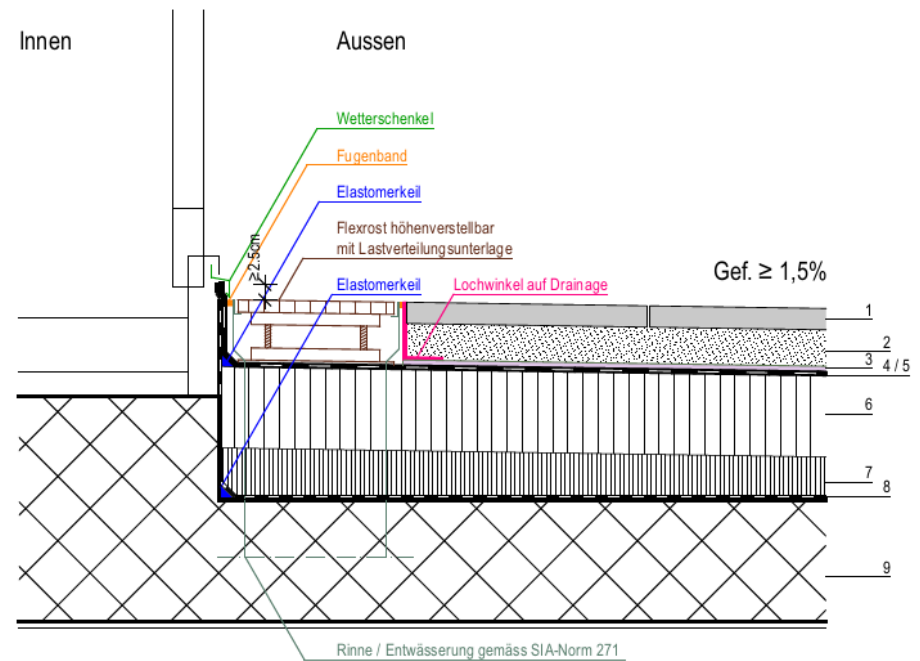 Innen
Aussen
Wetterschenkel
Fugenband
Elastomerkeil
Flexrost höhenverstellbar
mit Lastverteilungsunterlage
≥2.5cm
Elastomerkeil
Lochwinkel auf Drainage
Gef. ≥ 1,5%
1
2
3
4 / 5
6
7
8
9
Rinne / Entwässerung gemäss SIA-Norm 271